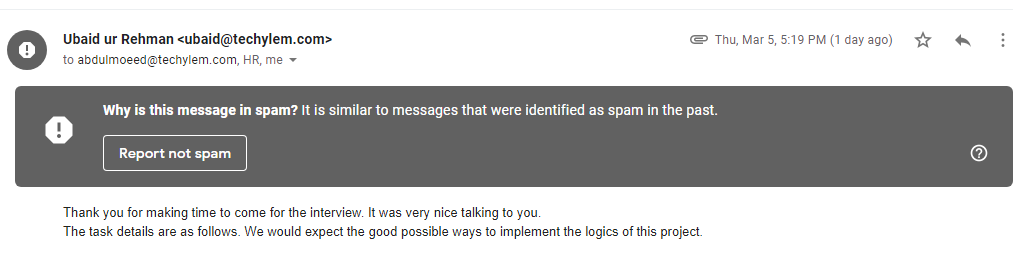 Ubaid ur Rehman <ubaid@techylem.com>
Thu, Mar 5, 5:19 PM (1 day ago)
to abdulmoeed@techylem.com, HR, me
Why is this message in spam? It is similar to messages that were identified as spam in the past.
Report not spam
Thank you for making time to come for the interview. It was very nice talking to you.
The task details are as follows. We would expect the good possible ways to implement the logics of this project.